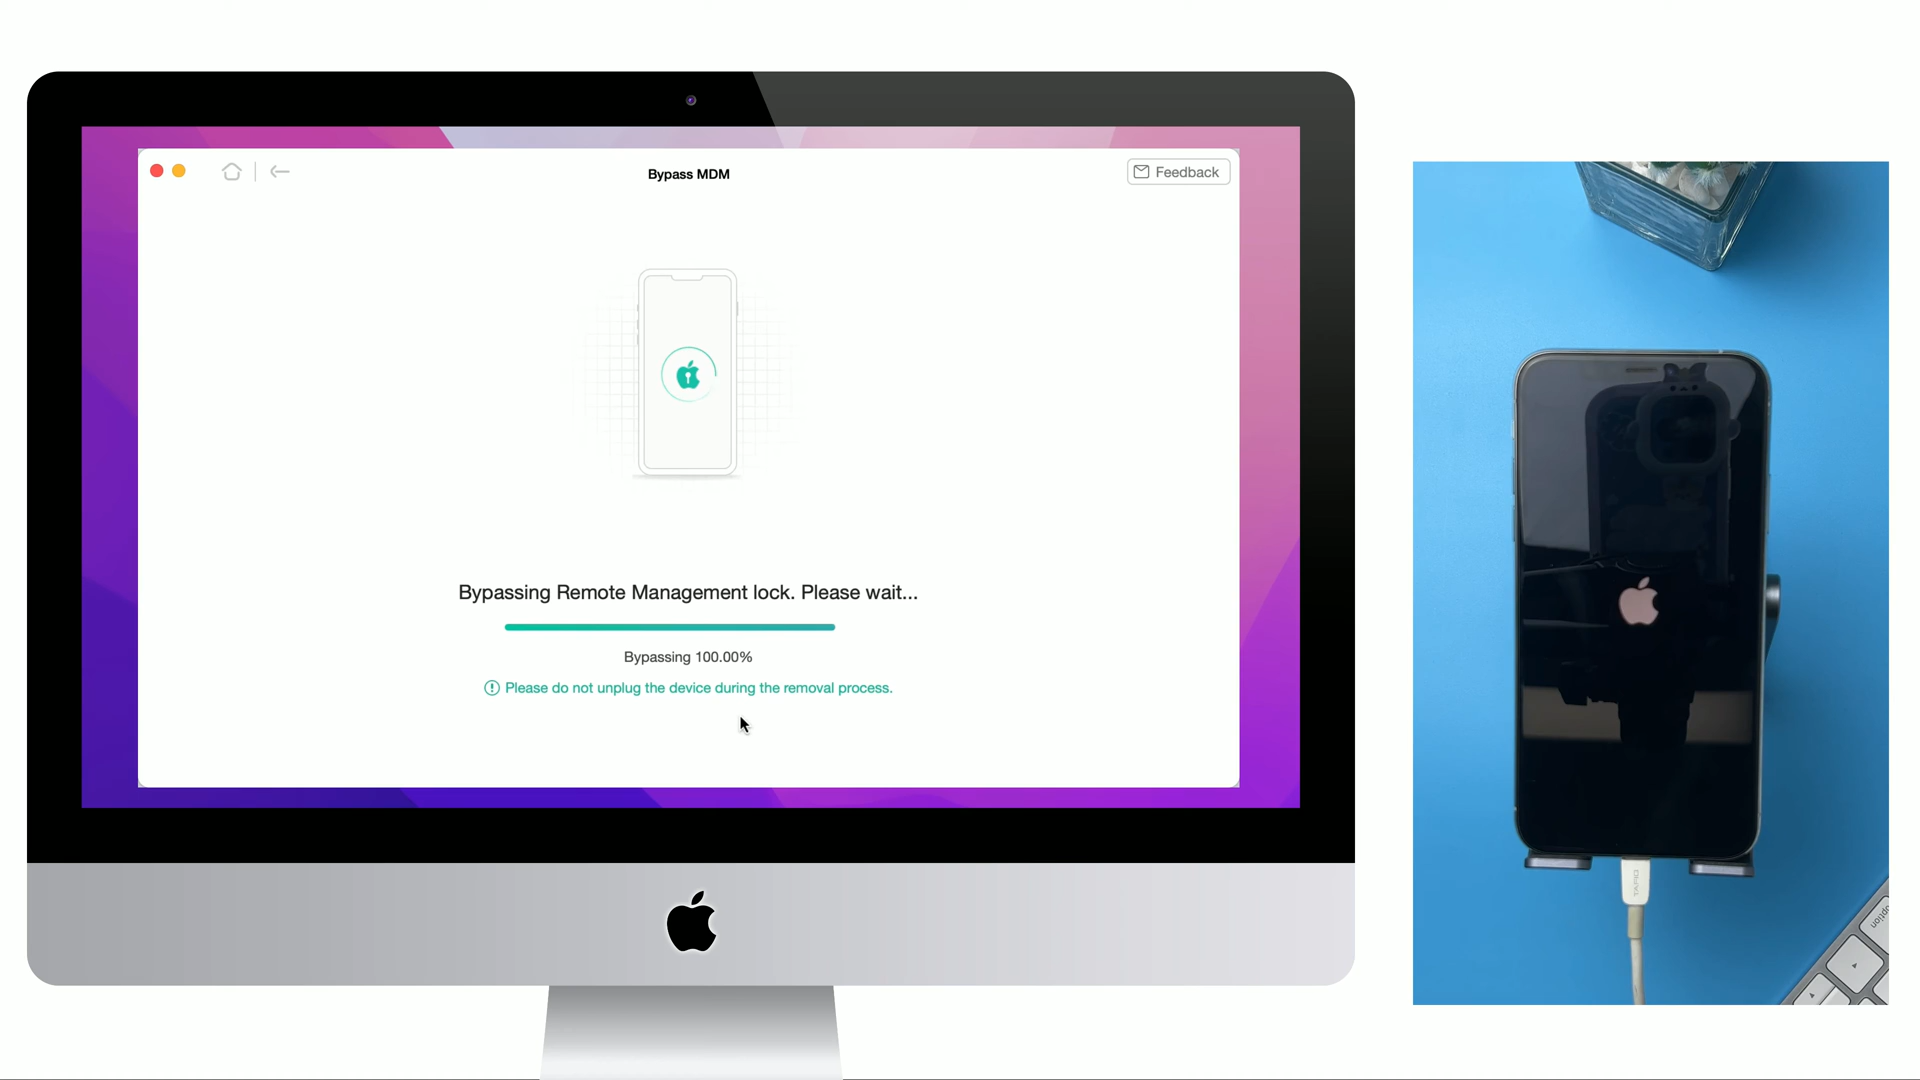 Bypass MDM
Feedback
Bypassing Remote Management lock. Please wait...
Bypassing 100.00%
Please do not unplug the device during the removal process.
option